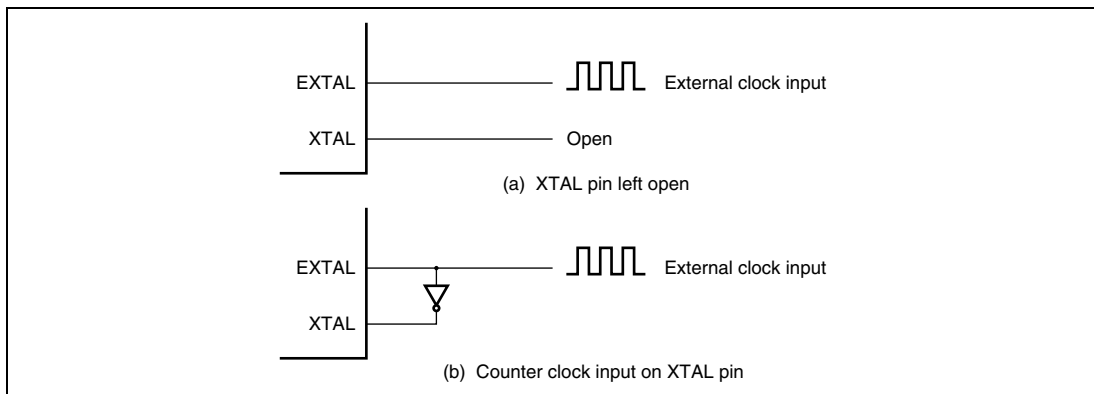 EXTAL External clock input
XTAL Open
(a) XTAL pin left open
EXTAL External clock input
XTAL
(b) Counter clock input on XTAL pin